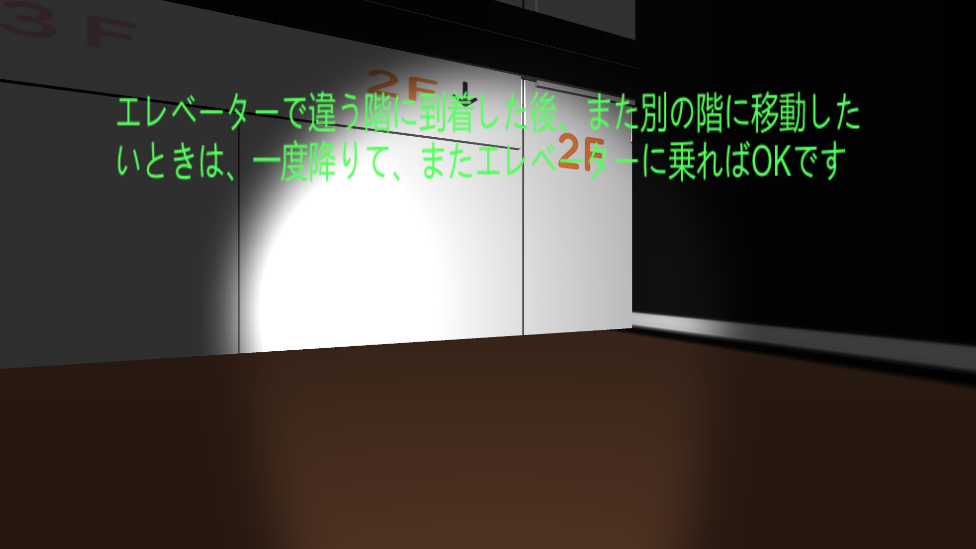 3F
2F
エレベーターで違う階に到着した後、また別の階に移動した
いときは、一度降りて、またエレベーターに乗ればOKです
2F